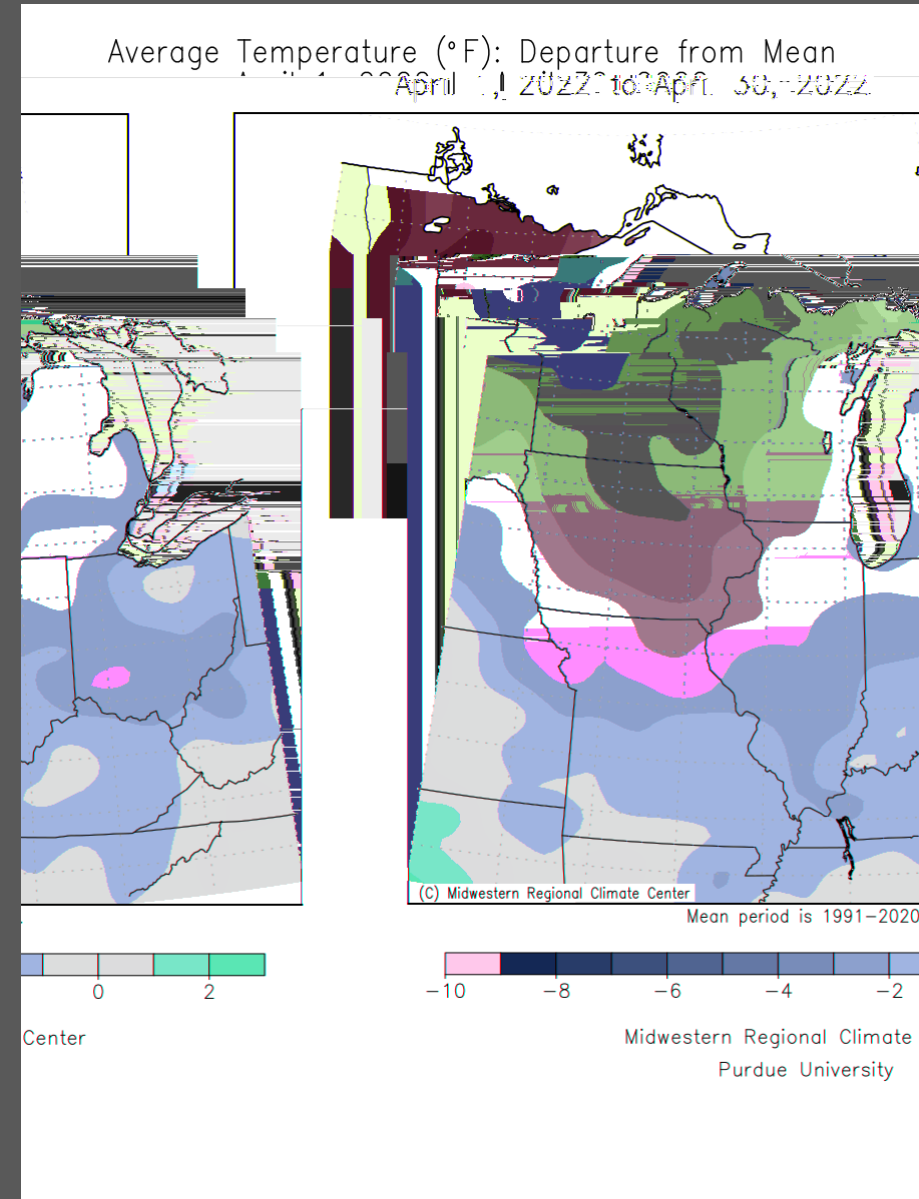 Average Temperature (°F): Departure from Mean
April 1, 2022 to April 30, 2022
(C) Midwestern Regional Climate Center
Mean period is 1991-2020
0 2 -10 -8 -6 -4 -2
Center Midwestern Regional Climate
Purdue University